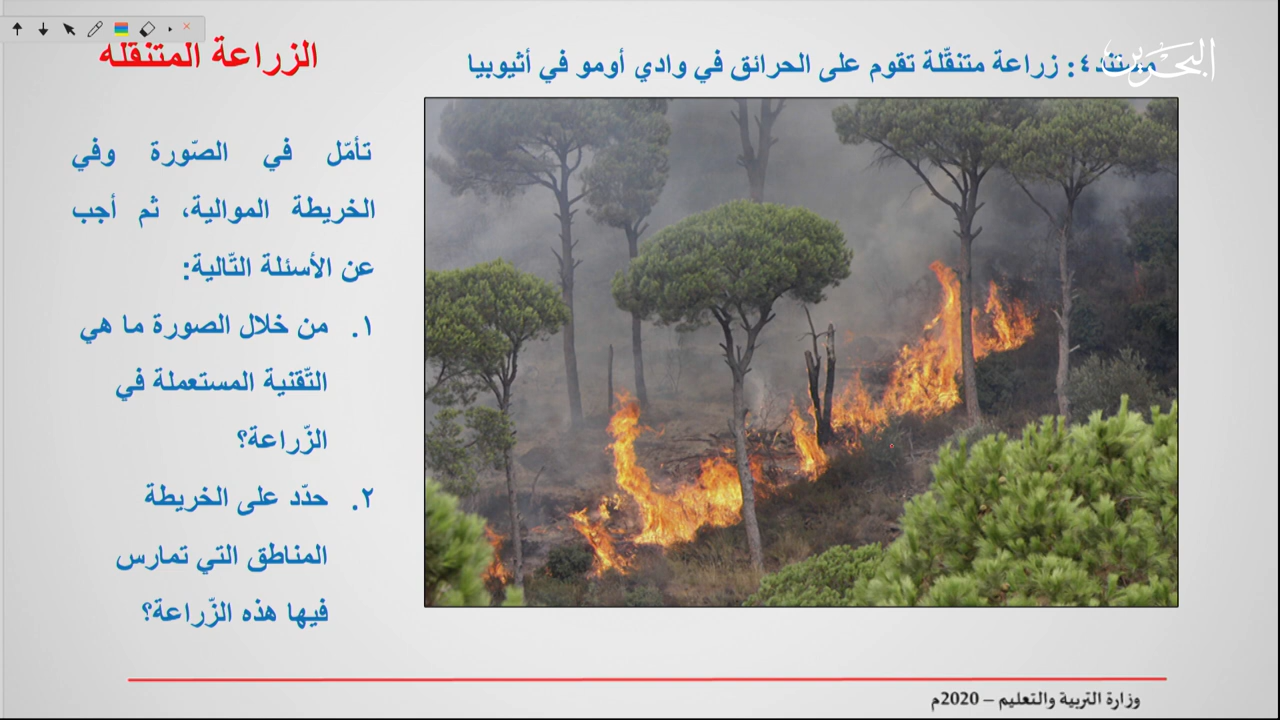 الزراعة المتنقلة
مستند٤: زراعة متنقّلة تقوم على الحرائق في وادي أومو في أثيوبيا
البحرين
تأمّل في الصّورة وفي
الخريطة الموالية، ثم أجب
عن الأسئلة التّالية:
١. من خلال الصورة ما هي
التّقنية المستعملة في
الزّراعة؟
٢. حدّد على الخريطة
المناطق التي تمارس
فيها هذه الزّراعة؟
وزارة التربية والتعليم – 2020م